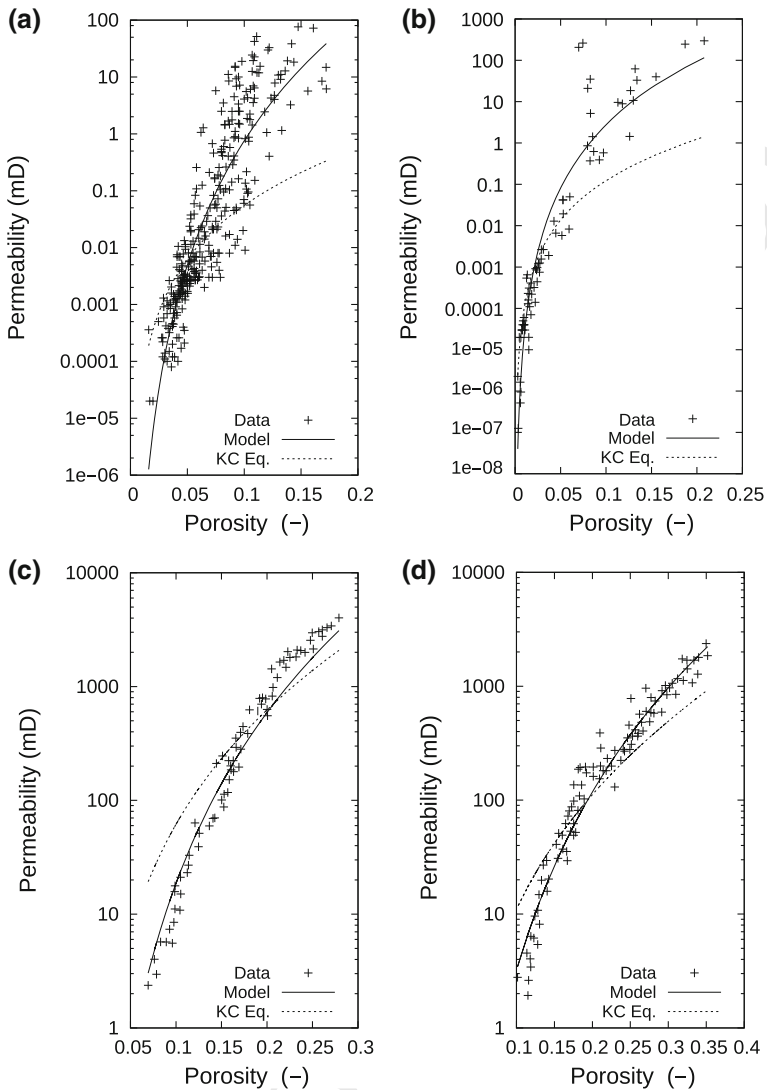 (a)
Permeability (mD)
100
10
1
0.1
0.01
0.001
0.0001
1e-05
1e-06
0 0.05 0.1 0.15 0.2
Porosity (−)
Data
Model
KC Eq.
(b)
Permeability (mD)
1000
100
10
1
0.1
0.01
0.001
0.0001
1e-05
1e-06
1e-07
1e-08
0 0.05 0.1 0.15 0.2 0.25
Porosity (−)
Data
Model
KC Eq.
(c)
Permeability (mD)
10000
1000
100
10
1
0.05 0.1 0.15 0.2 0.25 0.3
Porosity (−)
Data
Model
KC Eq.
(d)
Permeability (mD)
10000
1000
100
10
1
0.1 0.15 0.2 0.25 0.3 0.35 0.4
Porosity (−)
Data
Model
KC Eq.